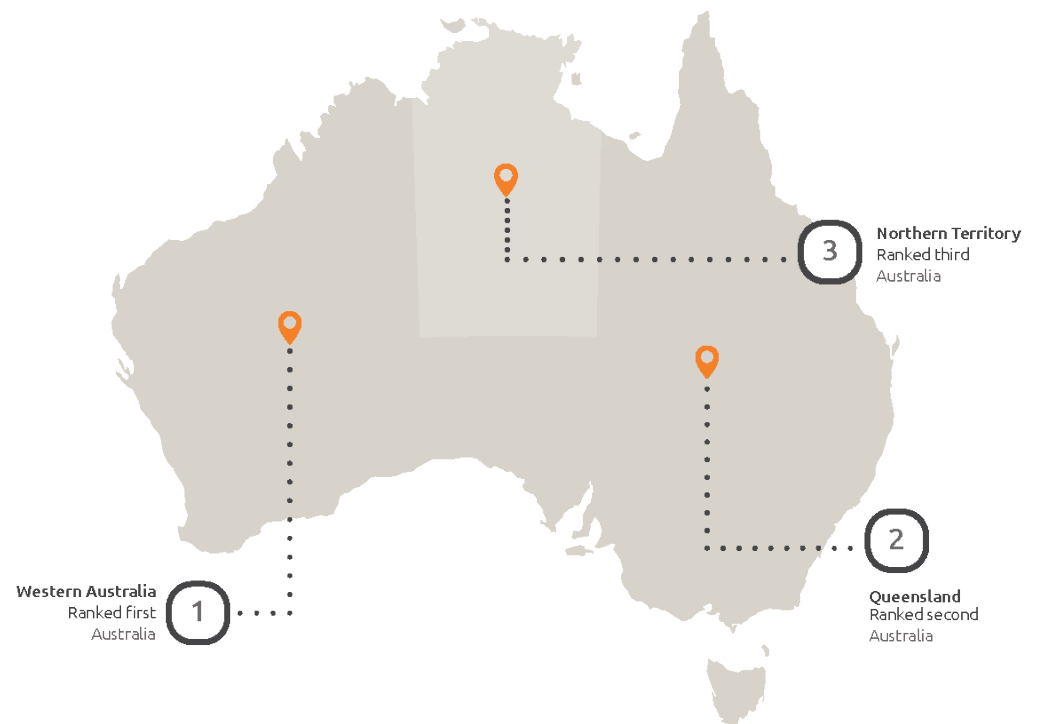 3
Northern Territory
Ranked third
Australia
2
Queensland
Ranked second
Australia
Western Australia
Ranked first
Australia
1